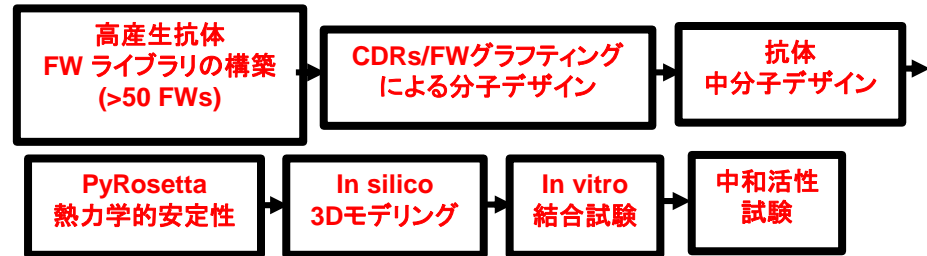 高産生抗体
FW ライブラリの構築
(>50 FWs)
CDRs/FWグラフティング
による分子デザイン
抗体
中分子デザイン
PyRosetta
熱力学的安定性
In silico
3Dモデリング
In vitro
結合試験
中和活性
試験